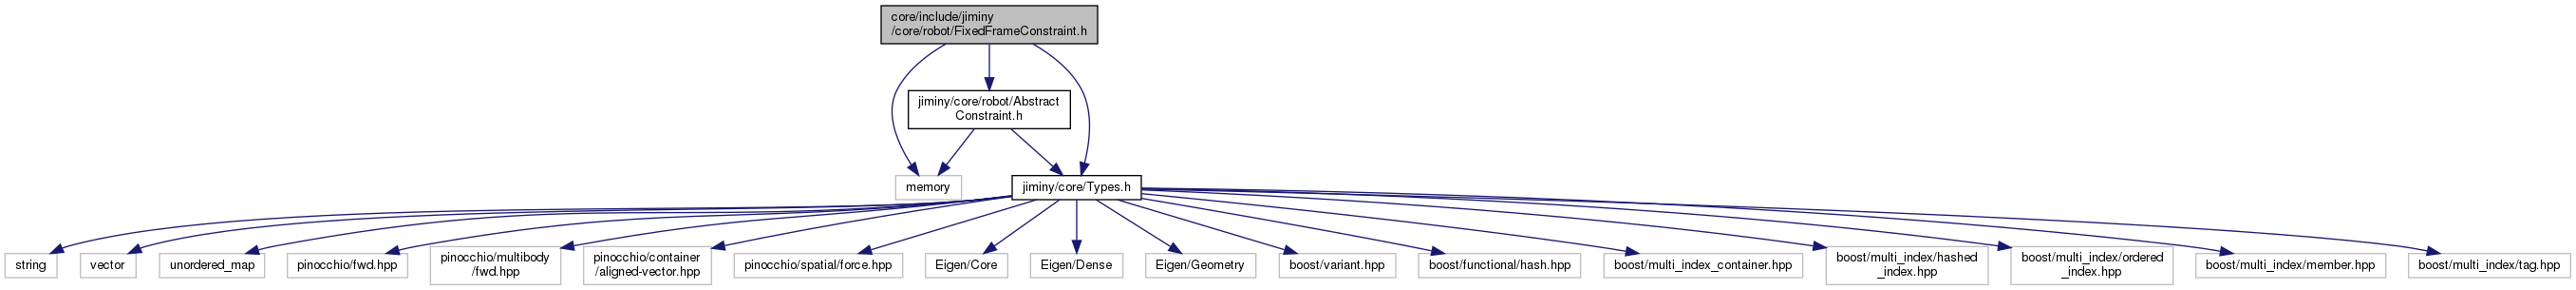 core/include/jiminy
/core/robot/FixedFrameConstraint.h
jiminy/core/robot/Abstract
Constraint.h
memory
jiminy/core/Types.h
string
vector
unordered_map
pinocchio/fwd.hpp
pinocchio/multibody
/fwd.hpp
pinocchio/container
/aligned-vector.hpp
pinocchio/spatial/force.hpp
Eigen/Core
Eigen/Dense
Eigen/Geometry
boost/variant.hpp
boost/functional/hash.hpp
boost/multi_index_container.hpp
boost/multi_index/hashed
_index.hpp
boost/multi_index/ordered
_index.hpp
boost/multi_index/member.hpp
boost/multi_index/tag.hpp